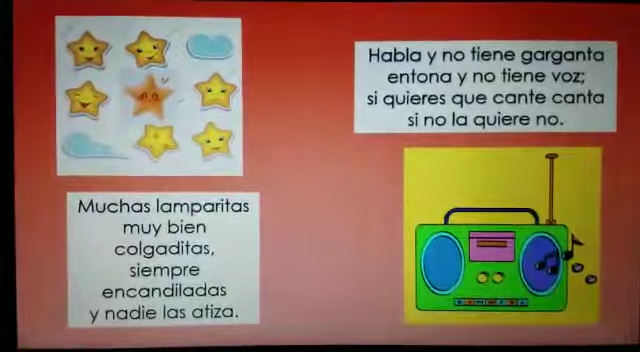 Habla y no tiene garganta
entona y no tiene voz;
si quieres que cante canta
si no la quiere no.
Muchas lamparitas
muy bien
colgaditas,
siempre
encandiladas
y nadie las atiza.